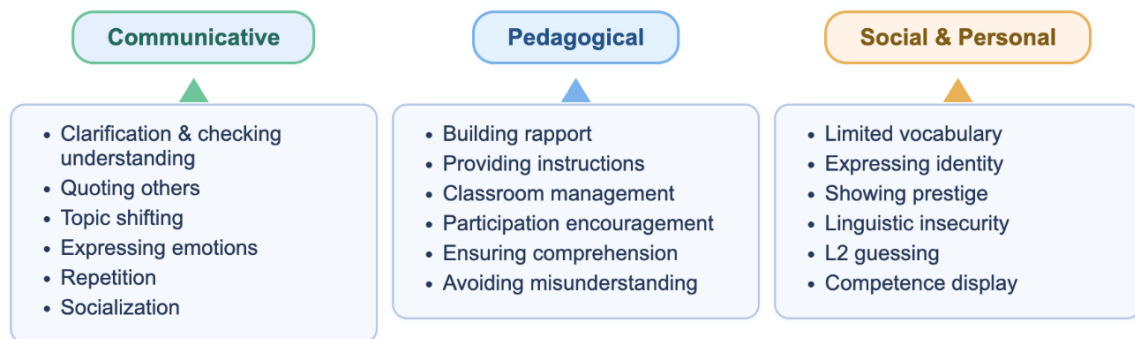 Communicative
Pedagogical
Social & Personal
• Clarification & checking
understanding
• Quoting others
• Topic shifting
• Expressing emotions
• Repetition
• Socialization
• Building rapport
• Providing instructions
• Classroom management
• Participation encouragement
• Ensuring comprehension
• Avoiding misunderstanding
• Limited vocabulary
• Expressing identity
• Showing prestige
• Linguistic insecurity
• L2 guessing
• Competence display